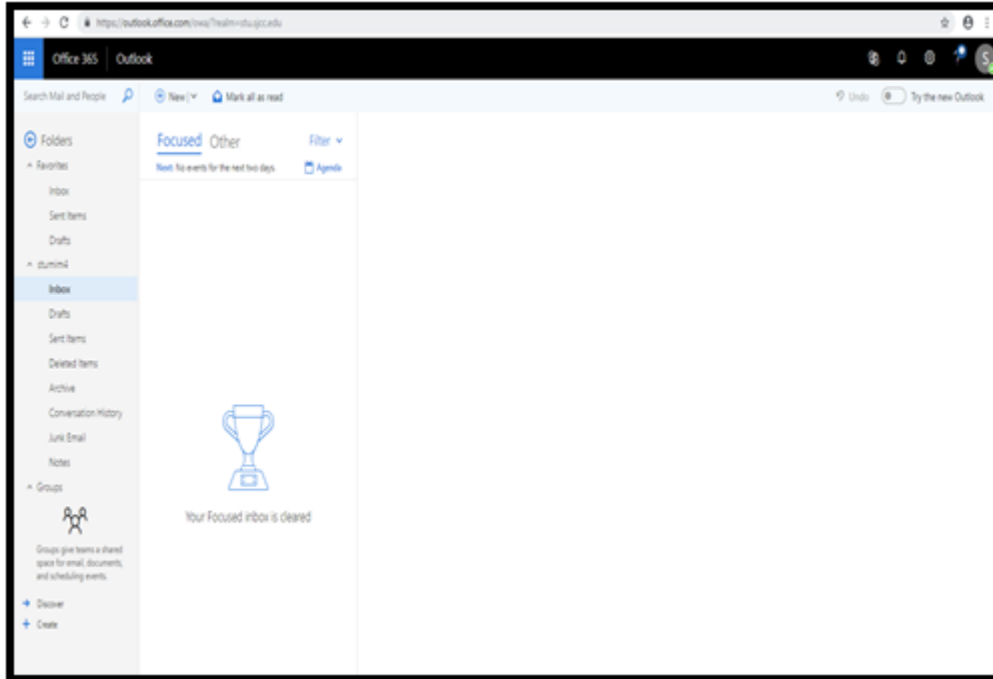 https://outlook.office.com/owa/?realm=stu.sjcc.edu
Office 365 Outlook
S
Search Mail and People New Mark all as read Undo Try the new Outlook
Folders
Favorites
Inbox
Sent Items
Drafts
Inbox
Drafts
Sent Items
Deleted Items
Archive
Conversation History
Junk Email
Notes
Groups
Groups give teams a shared
space for email, documents,
and scheduling events.
Discover
Create
Focused Other Filter
Next: No events for the next two days. Agenda
Your Focused inbox is cleared